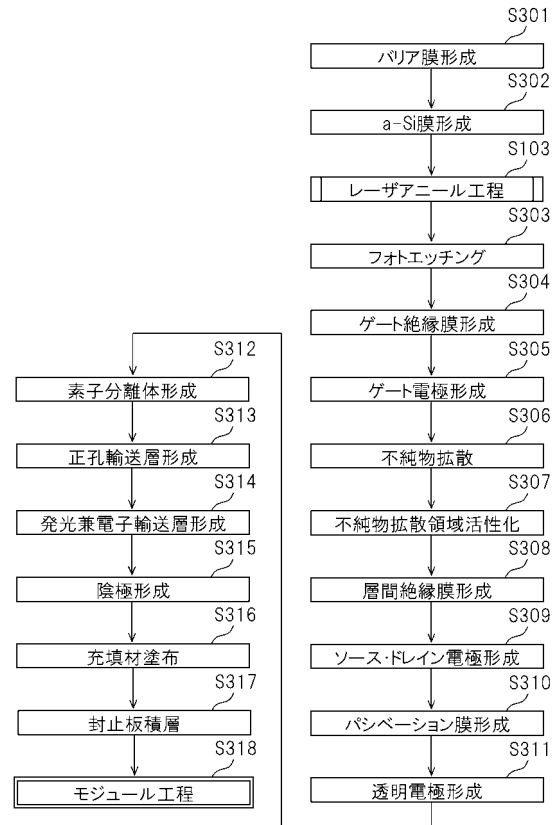 S301
バリア膜形成
S302
a-Si膜形成
S103
レーザアニール工程
S303
フォトエッチング
S304
ゲート絶縁膜形成
S305
ゲート電極形成
S306
不純物拡散
S307
不純物拡散領域活性化
S308
層間絶縁膜形成
S309
ソース・ドレイン電極形成
S310
パシベーション膜形成
S311
透明電極形成
S312
素子分離体形成
S313
正孔輸送層形成
S314
発光兼電子輸送層形成
S315
陰極形成
S316
充填材塗布
S317
封止板積層
S318
モジュール工程